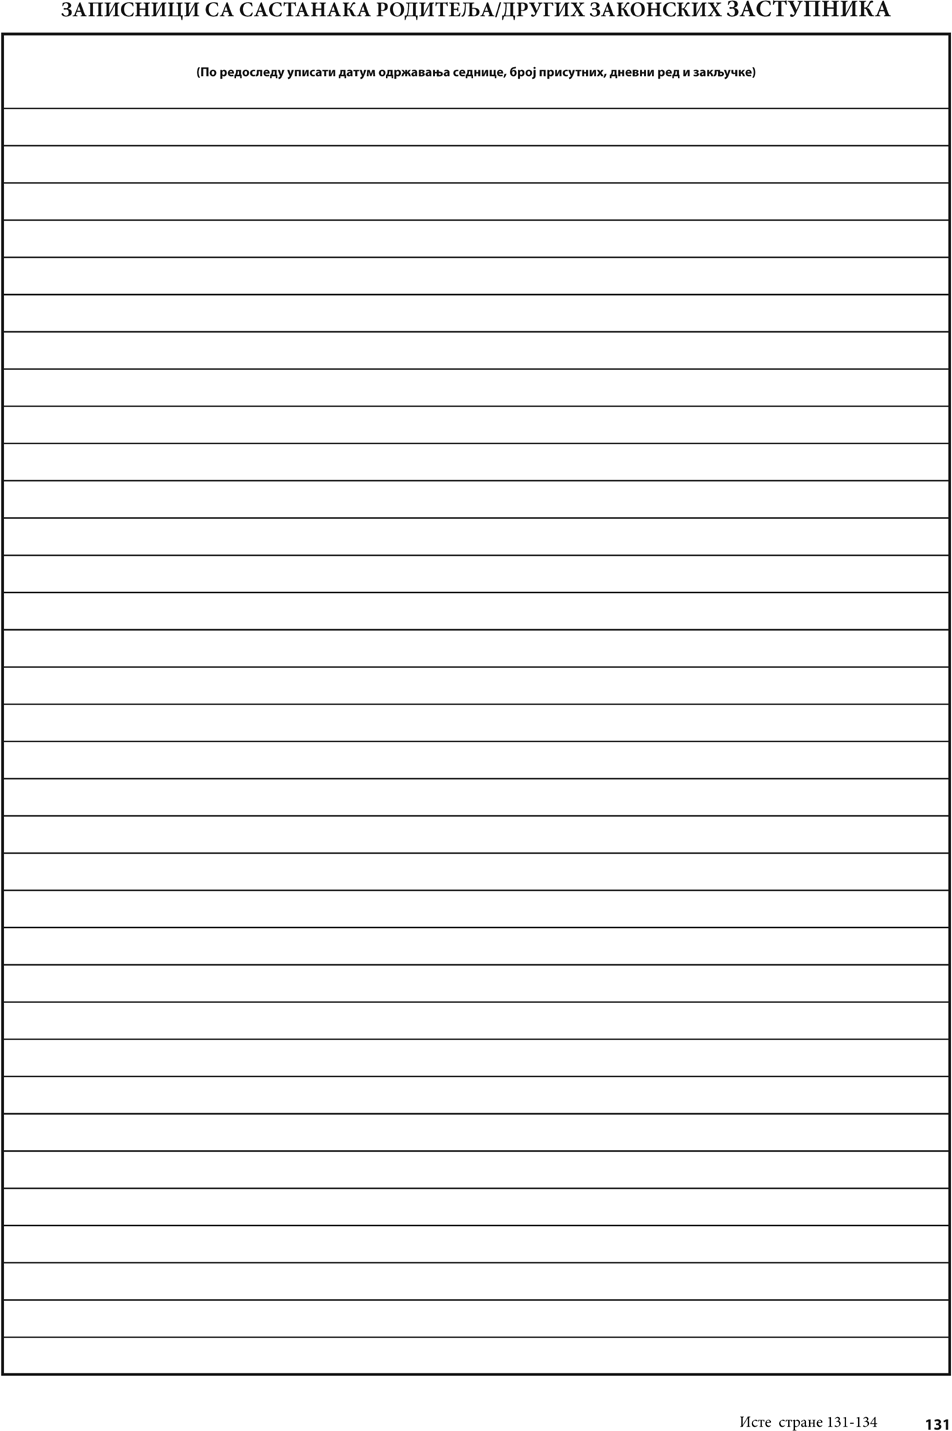 ЗАПИСНИЦИ СА САСТАНАКА РОДИТЕЉА/ДРУГИХ ЗАКОНСКИХ ЗАСТУПНИКА
(По редоследу уписати датум одржавања седнице, број присутних, дневни ред и закључке)
Исте стране 131-134
131